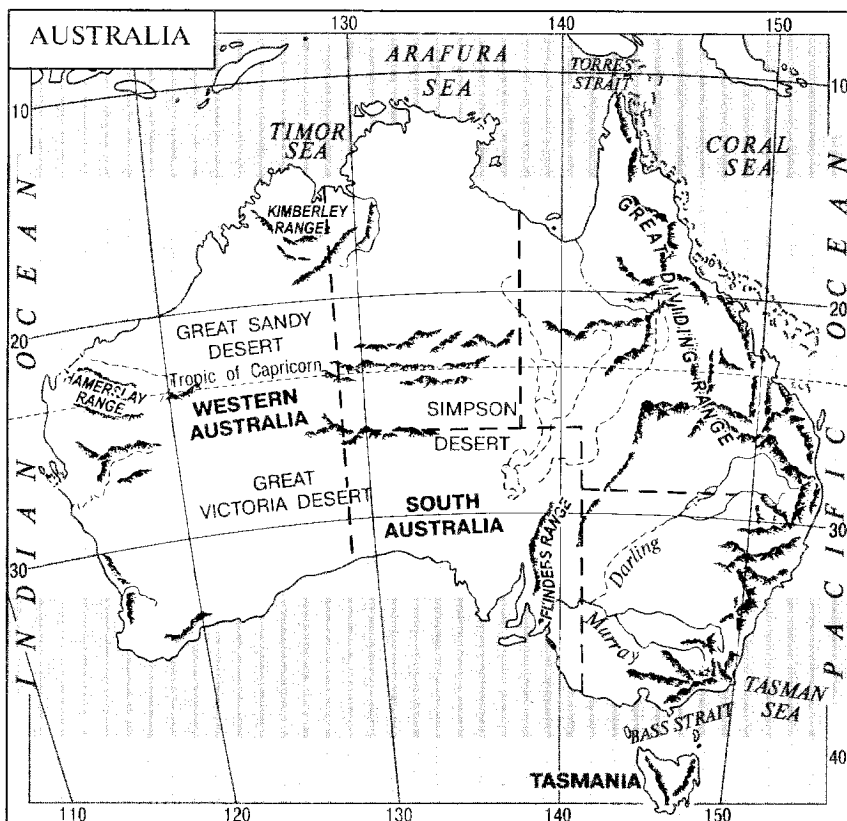 AUSTRALIA
130
140
150
ARAFURA
SEA
TORRES
STRAIT
10
10
TIMOR
SEA
CORAL
SEA
KIMBERLEY
RANGE
GREAT DIVIDING RANGE
INDIAN OCEAN
PACIFIC OCEAN
20
20
GREAT SANDY
DESERT
Tropic of Capricorn
HAMERSLAY
RANGE
WESTERN
AUSTRALIA
SIMPSON
DESERT
GREAT
VICTORIA DESERT
SOUTH
AUSTRALIA
FLINDERS RANGE
30
30
Darling
Murray
TASMAN
SEA
BASS STRAIT
40
TASMANIA
110
120
130
140
150